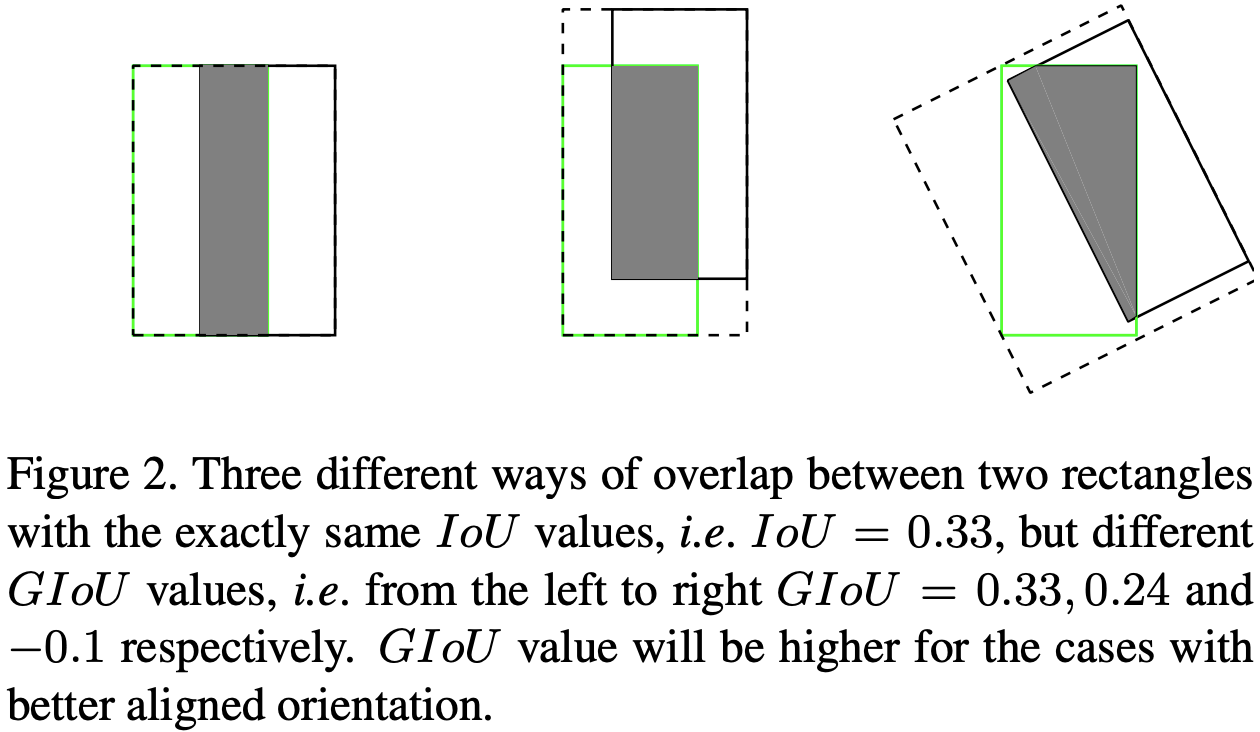 Figure 2. Three different ways of overlap between two rectangles
with the exactly same IoU values, i.e. IoU = 0.33, but different
GIoU values, i.e. from the left to right GIoU = 0.33, 0.24 and
−0.1 respectively. GIoU value will be higher for the cases with
better aligned orientation.